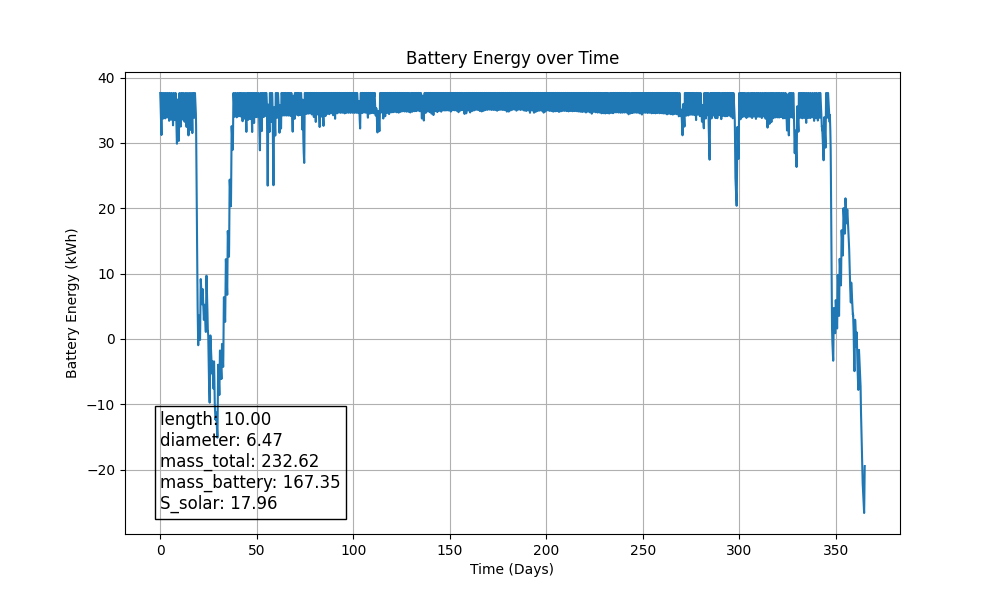 Battery Energy over Time
Battery Energy (kWh)
40
30
20
10
0
−10
−20
length: 10.00
diameter: 6.47
mass_total: 232.62
mass_battery: 167.35
S_solar: 17.96
0 50 100 150 200 250 300 350
Time (Days)